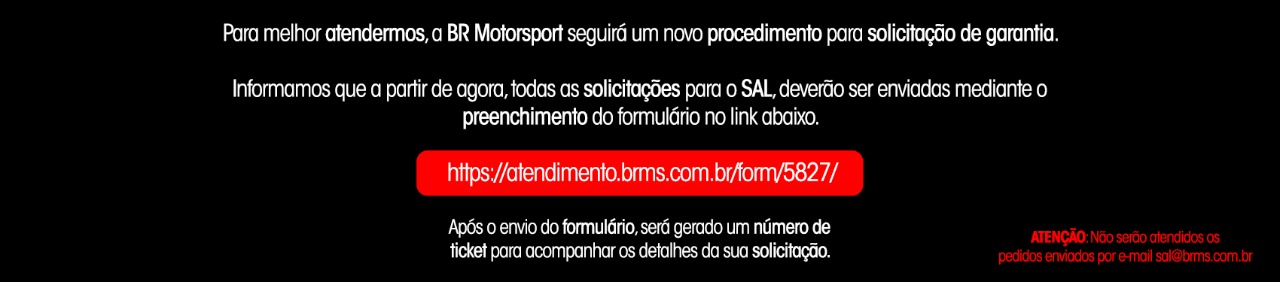 Para melhor atendermos, a BR Motorsport seguirá um novo procedimento para solicitação de garantia.
Informamos que a partir de agora, todas as solicitações para o SAL, deverão ser enviadas mediante o
preenchimento do formulário no link abaixo.
https://atendimento.brms.com.br/form/5827/
Após o envio do formulário, será gerado um número de
ticket para acompanhar os detalhes da sua solicitação.
ATENÇÃO: Não serão atendidos os
pedidos enviados por e-mail sal@brms.com.br